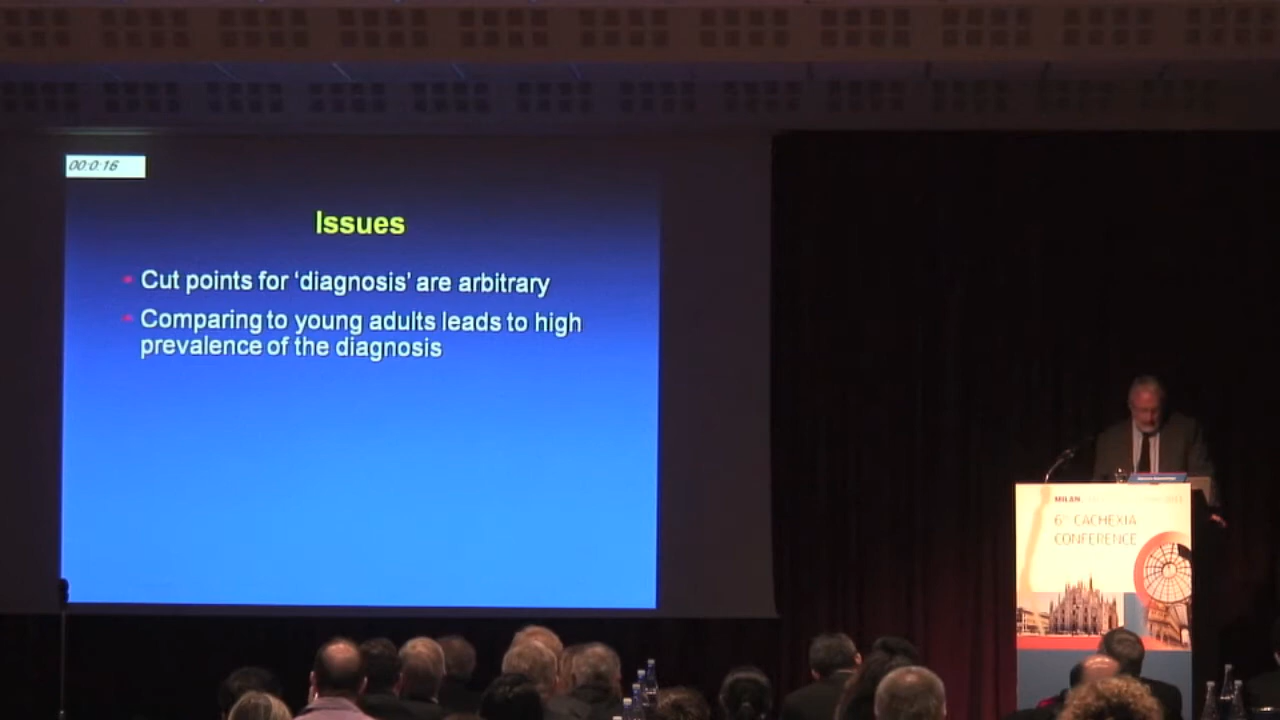 00:0:16
Issues
Cut points for ‘diagnosis’ are arbitrary
Comparing to young adults leads to high
prevalence of the diagnosis
MILAN
6TH CACHEXIA
CONFERENCE